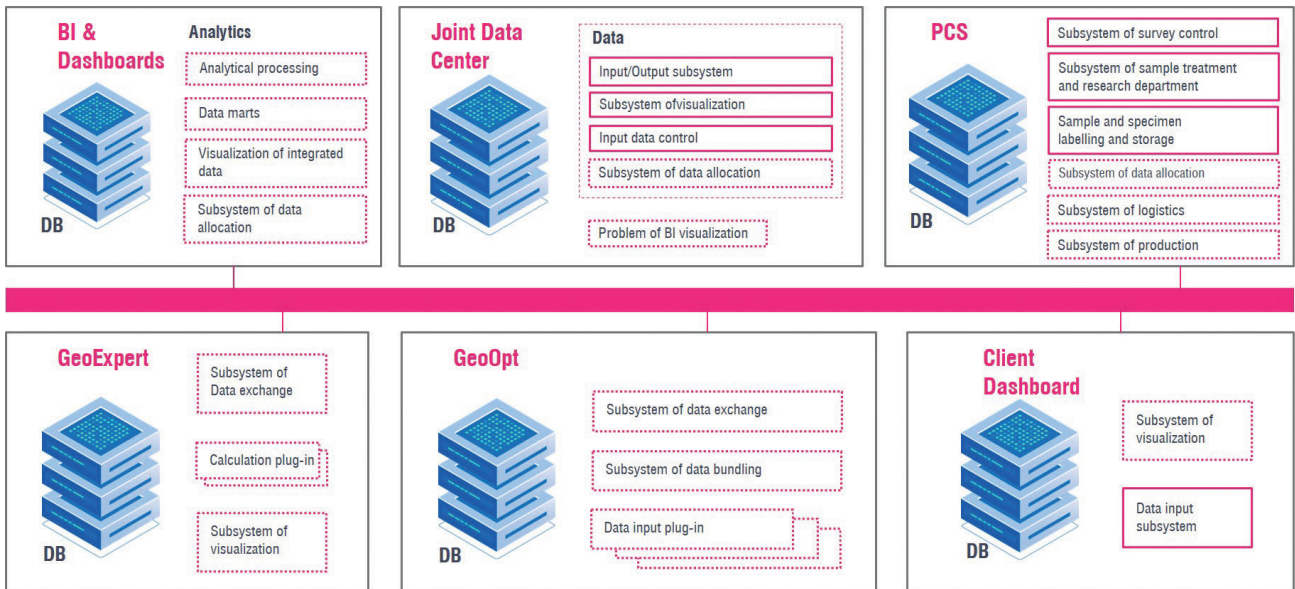 BI &
Dashboards
DB
Analytics
Analytical processing
Data marts
Visualization of integrated
data
Subsystem of data
allocation
Joint Data
Center
DB
Data
Input/Output subsystem
Subsystem ofvisualization
Input data control
Subsystem of data allocation
Problem of BI visualization
PCS
DB
Subsystem of survey control
Subsystem of sample treatment
and research department
Sample and specimen
labelling and storage
Subsystem of data allocation
Subsystem of logistics
Subsystem of production
GeoExpert
DB
Subsystem of
Data exchange
Calculation plug-in
Subsystem of
visualization
GeoOpt
DB
Subsystem of data exchange
Subsystem of data bundling
Data input plug-in
Client
Dashboard
DB
Subsystem of
visualization
Data input
subsystem